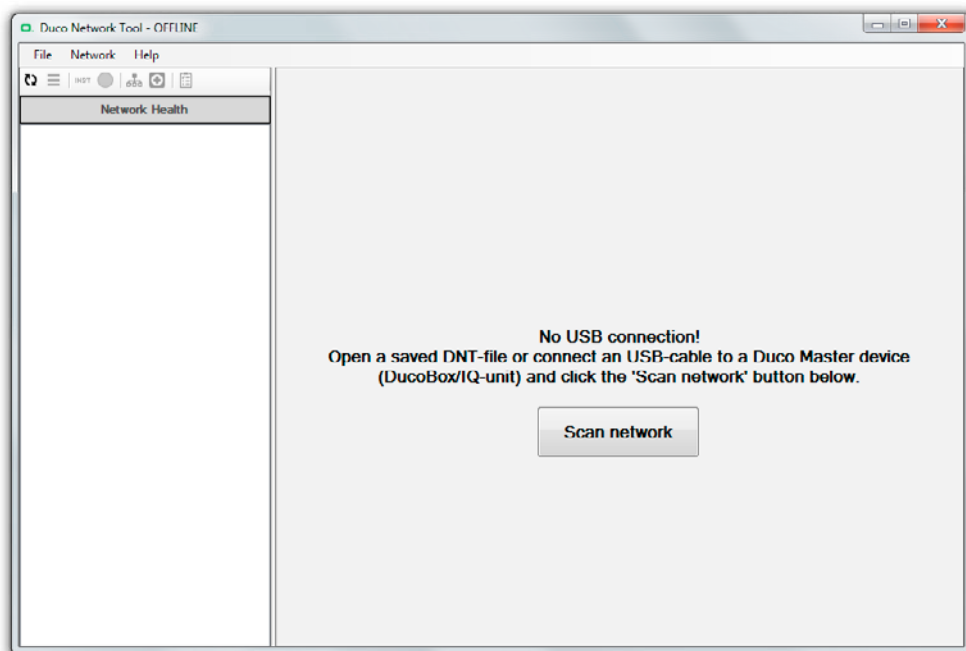 Duco Network Tool - OFFLINE
File Network Help
INST
Network Health
No USB connection!
Open a saved DNT-file or connect an USB-cable to a Duco Master device
(DucoBox/IQ-unit) and click the 'Scan network' button below.
Scan network